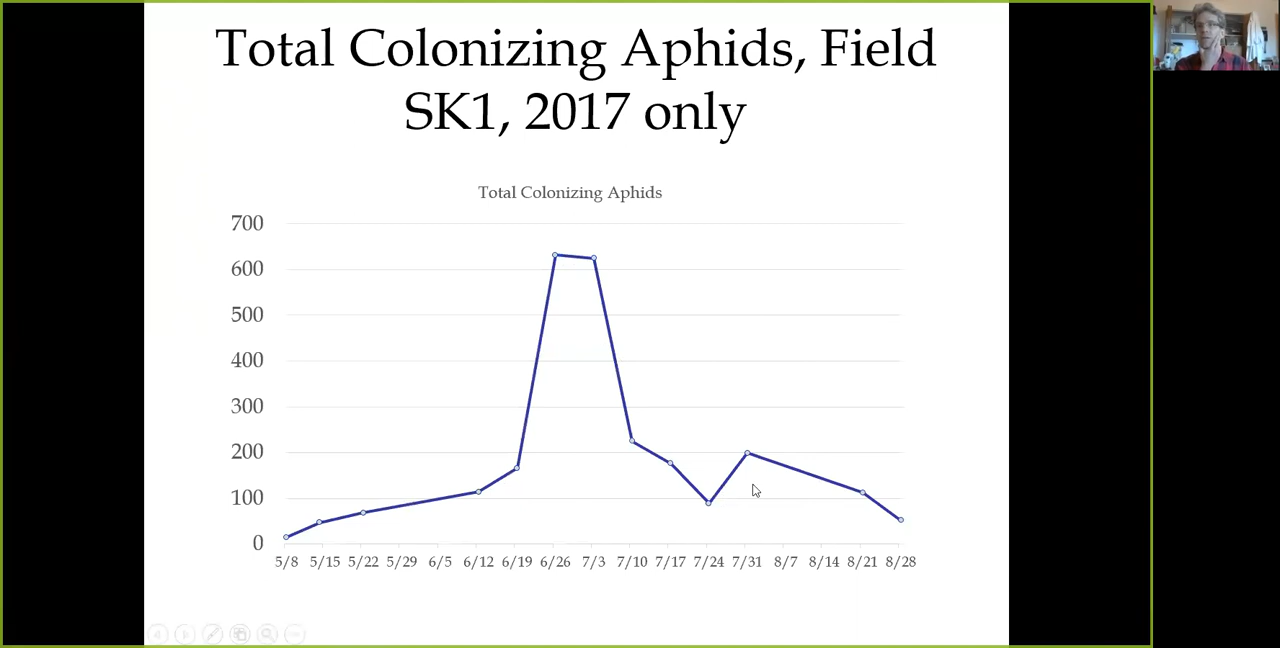 Total Colonizing Aphids, Field
SK1, 2017 only
Total Colonizing Aphids
700
600
500
400
300
200
100
0
5/8 5/15 5/22 5/29 6/5 6/12 6/19 6/26 7/3 7/10 7/17 7/24 7/31 8/7 8/14 8/21 8/28